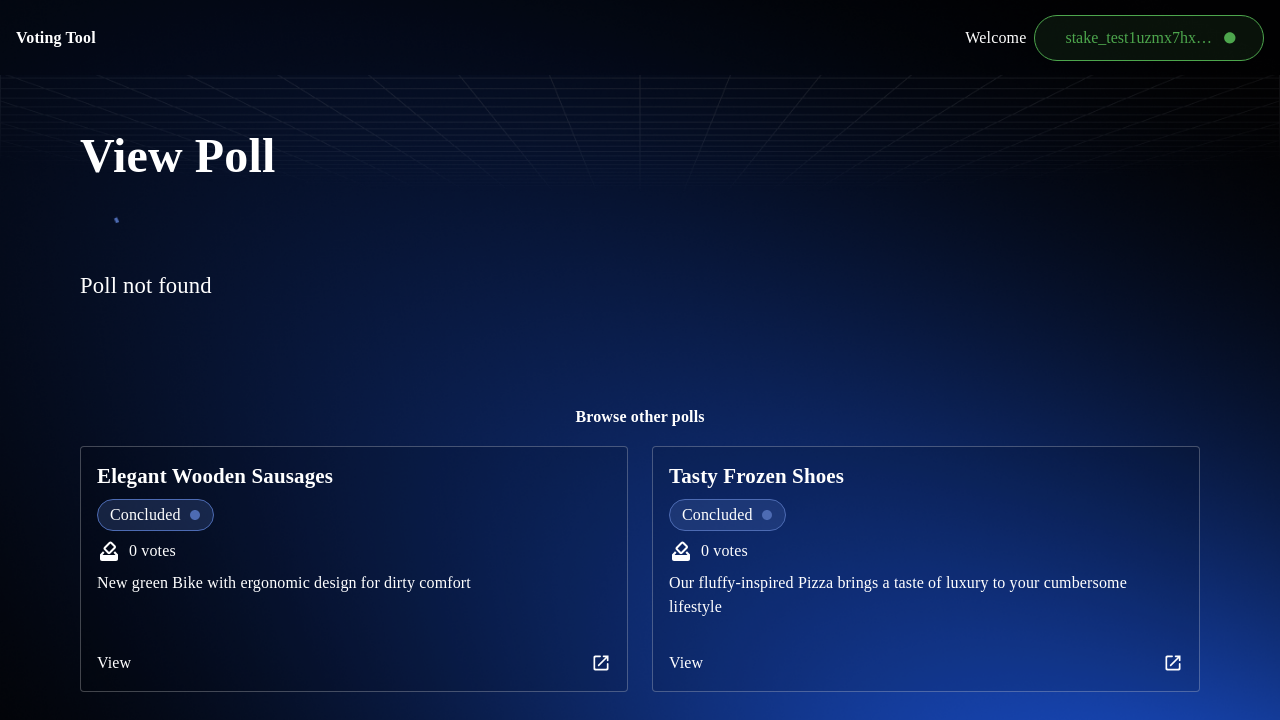 Voting Tool
Welcome
stake_test1uzmx7hx…
View Poll
Poll not found
Browse other polls
Elegant Wooden Sausages
Concluded
0 votes
New green Bike with ergonomic design for dirty comfort
View
Tasty Frozen Shoes
Concluded
0 votes
Our fluffy-inspired Pizza brings a taste of luxury to your cumbersome
lifestyle
View